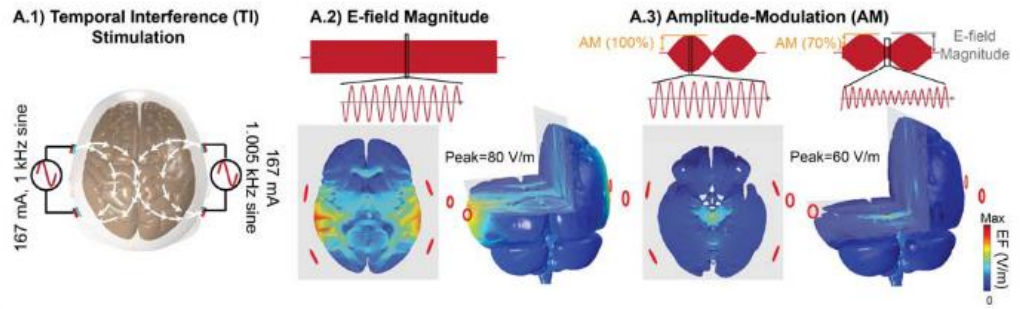 A.1) Temporal Interference (TI)
Stimulation
167 mA, 1 kHz sine
167 mA
1.005 kHz sine
A.2) E-field Magnitude
Peak=80 V/m
A.3) Amplitude-Modulation (AM)
AM (100%)
AM (70%)
E-field
Magnitude
Peak=60 V/m
Max
EF (V/m)
0